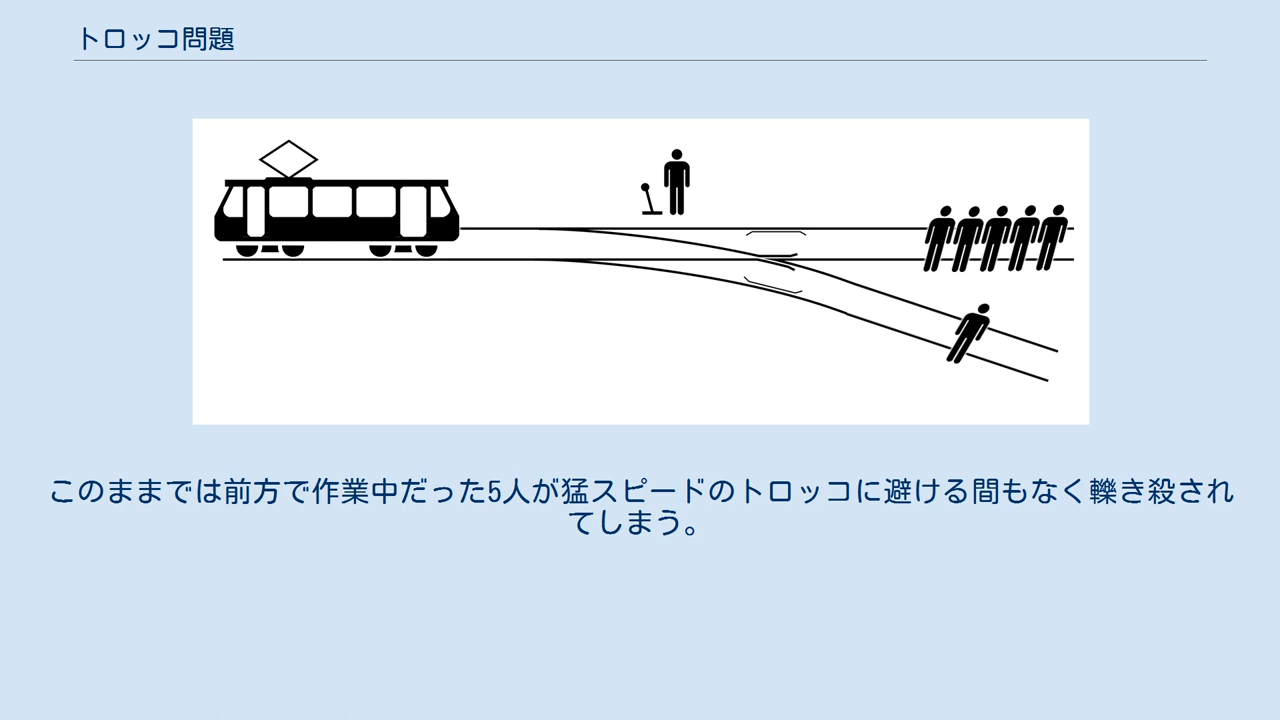 トロッコ問題
このままでは前方で作業中だった5人が猛スピードのトロッコに避ける間もなく轢き殺され
てしまう。